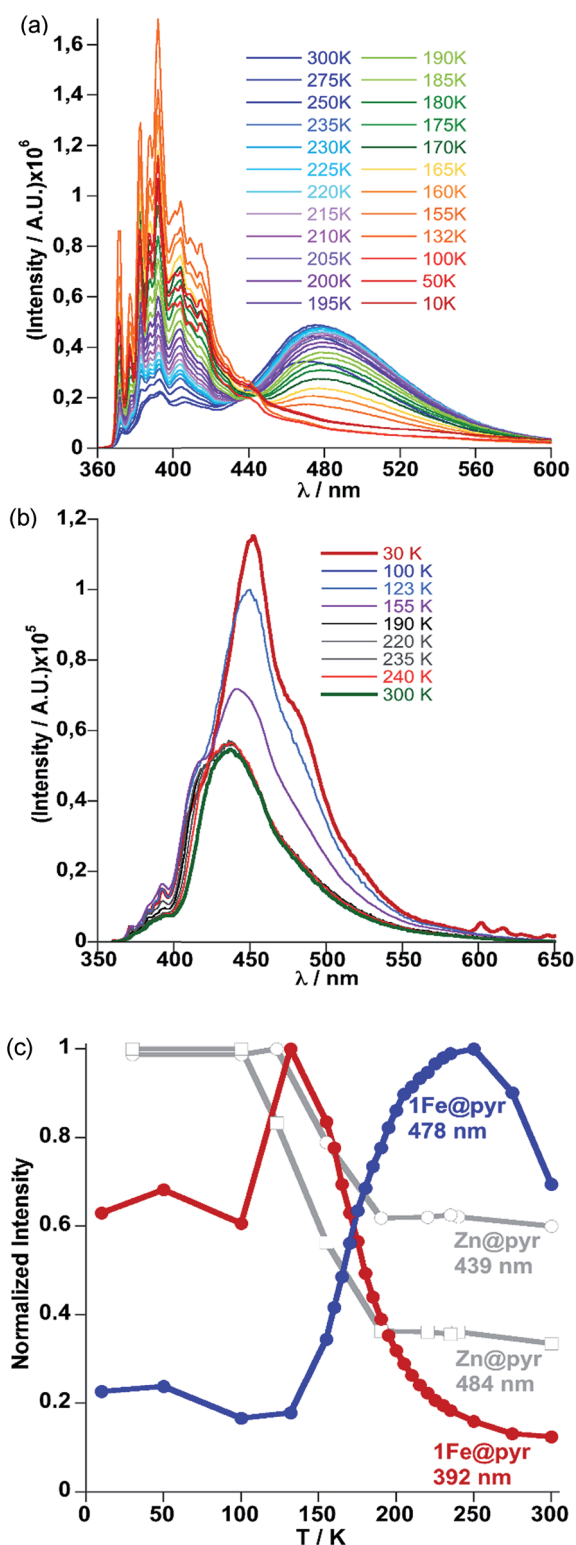 (a)
1,6
1,4
1,2
1
0,8
0,6
0,4
0,2
0
(Intensity / A.U.)x10⁶
300K 190K
275K 185K
250K 180K
235K 175K
230K 170K
225K 165K
220K 160K
215K 155K
210K 132K
205K 100K
200K 50K
195K 10K
360 400 440 480 520 560 600
λ / nm
(b)
1,2
1
0,8
0,6
0,4
0,2
0
(Intensity / A.U.)x10⁵
30 K
100 K
123 K
155 K
190 K
220 K
235 K
240 K
300 K
350 400 450 500 550 600 650
λ / nm
(c)
1
0.8
0.6
0.4
0.2
0
Normalized Intensity
1Fe@pyr
478 nm
Zn@pyr
439 nm
Zn@pyr
484 nm
1Fe@pyr
392 nm
0 50 100 150 200 250 300
T / K